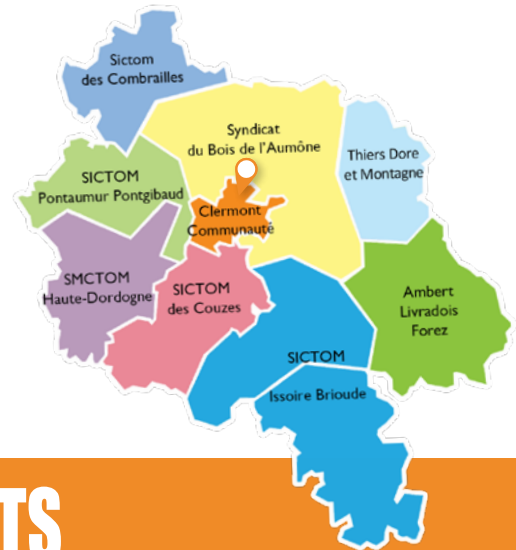 Sictom
des Combrailles
Syndicat
du Bois de l'Aumône
Thiers Dore
et Montagne
SICTOM
Pontaumur Pontgibaud
Clermont
Communauté
SMCTOM
Haute-Dordogne
SICTOM
des Couzes
Ambert
Livradois
Forez
SICTOM
Issoire Brioude
TS